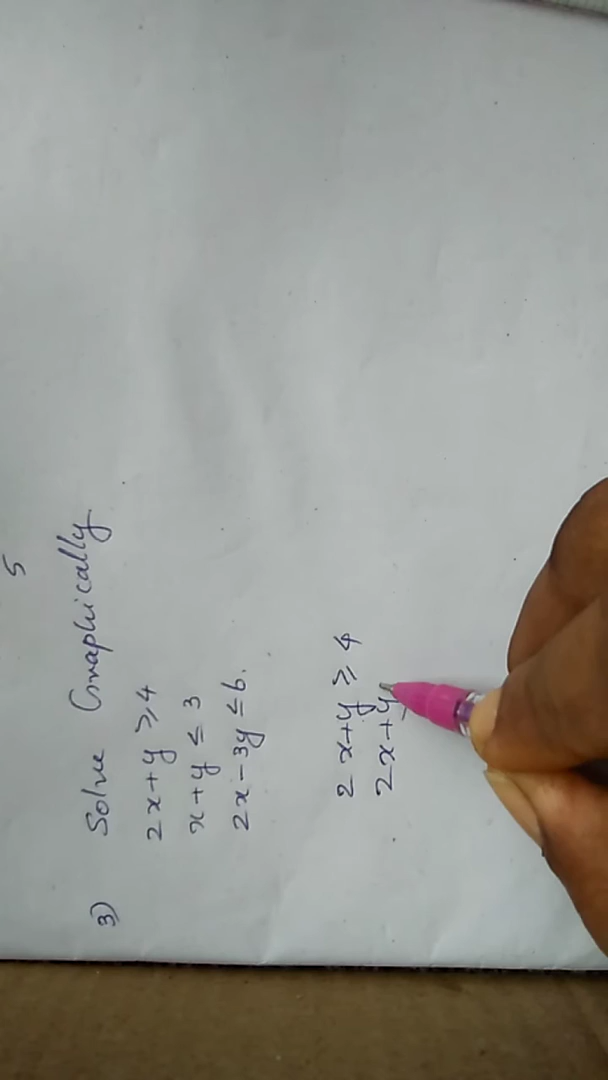 5
3) Solve Graphically
2x+y ≥ 4
x+y ≤ 3
2x-3y ≤ 6.
2x+y ≥ 4
2x+y